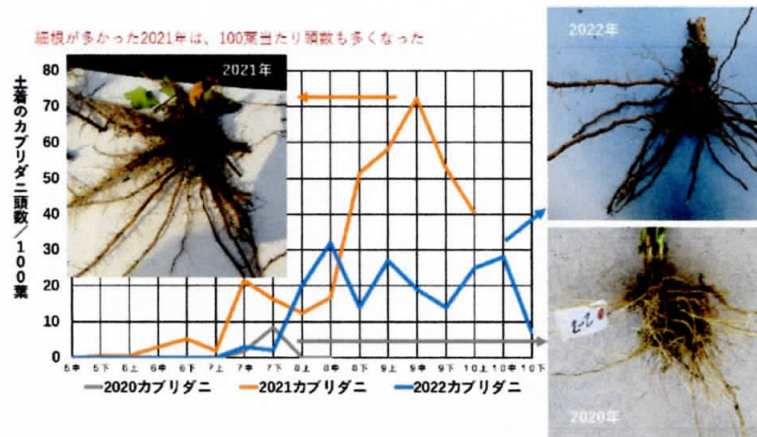 細根が多かった2021年は、100葉当たり頭数も多くなった
2021年
2022年
土着のカブリダニ頭数/100葉
80
70
60
50
40
30
20
10
0
5中 5下 6上 6中 6下 7上 7中 7下 8上 8中 8下 9上 9中 9下 10上 10中 10下
2020カブリダニ 2021カブリダニ 2022カブリダニ
2-2
2020年